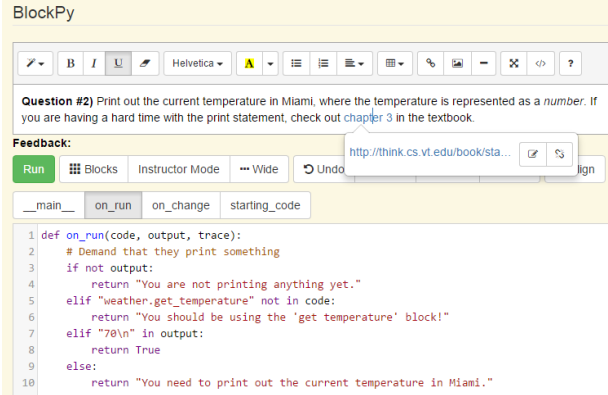 BlockPy
B I U Helvetica A ?
Question #2) Print out the current temperature in Miami, where the temperature is represented as a number. If
you are having a hard time with the print statement, check out chapter 3 in the textbook.
Feedback:
http://think.cs.vt.edu/book/sta...
Run Blocks Instructor Mode Wide Undo
__main__ on_run on_change starting_code
1 def on_run(code, output, trace):
2 # Demand that they print something
3 if not output:
4 return "You are not printing anything yet."
5 elif "weather.get_temperature" not in code:
6 return "You should be using the 'get temperature' block!"
7 elif "70\n" in output:
8 return True
9 else:
10 return "You need to print out the current temperature in Miami."